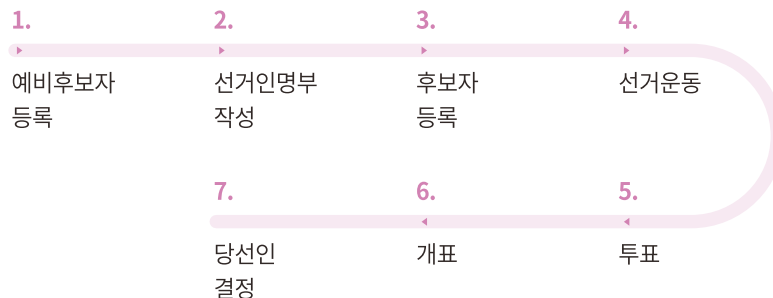 1.
예비후보자
등록
2.
선거인명부
작성
3.
후보자
등록
4.
선거운동
5.
투표
6.
개표
7.
당선인
결정